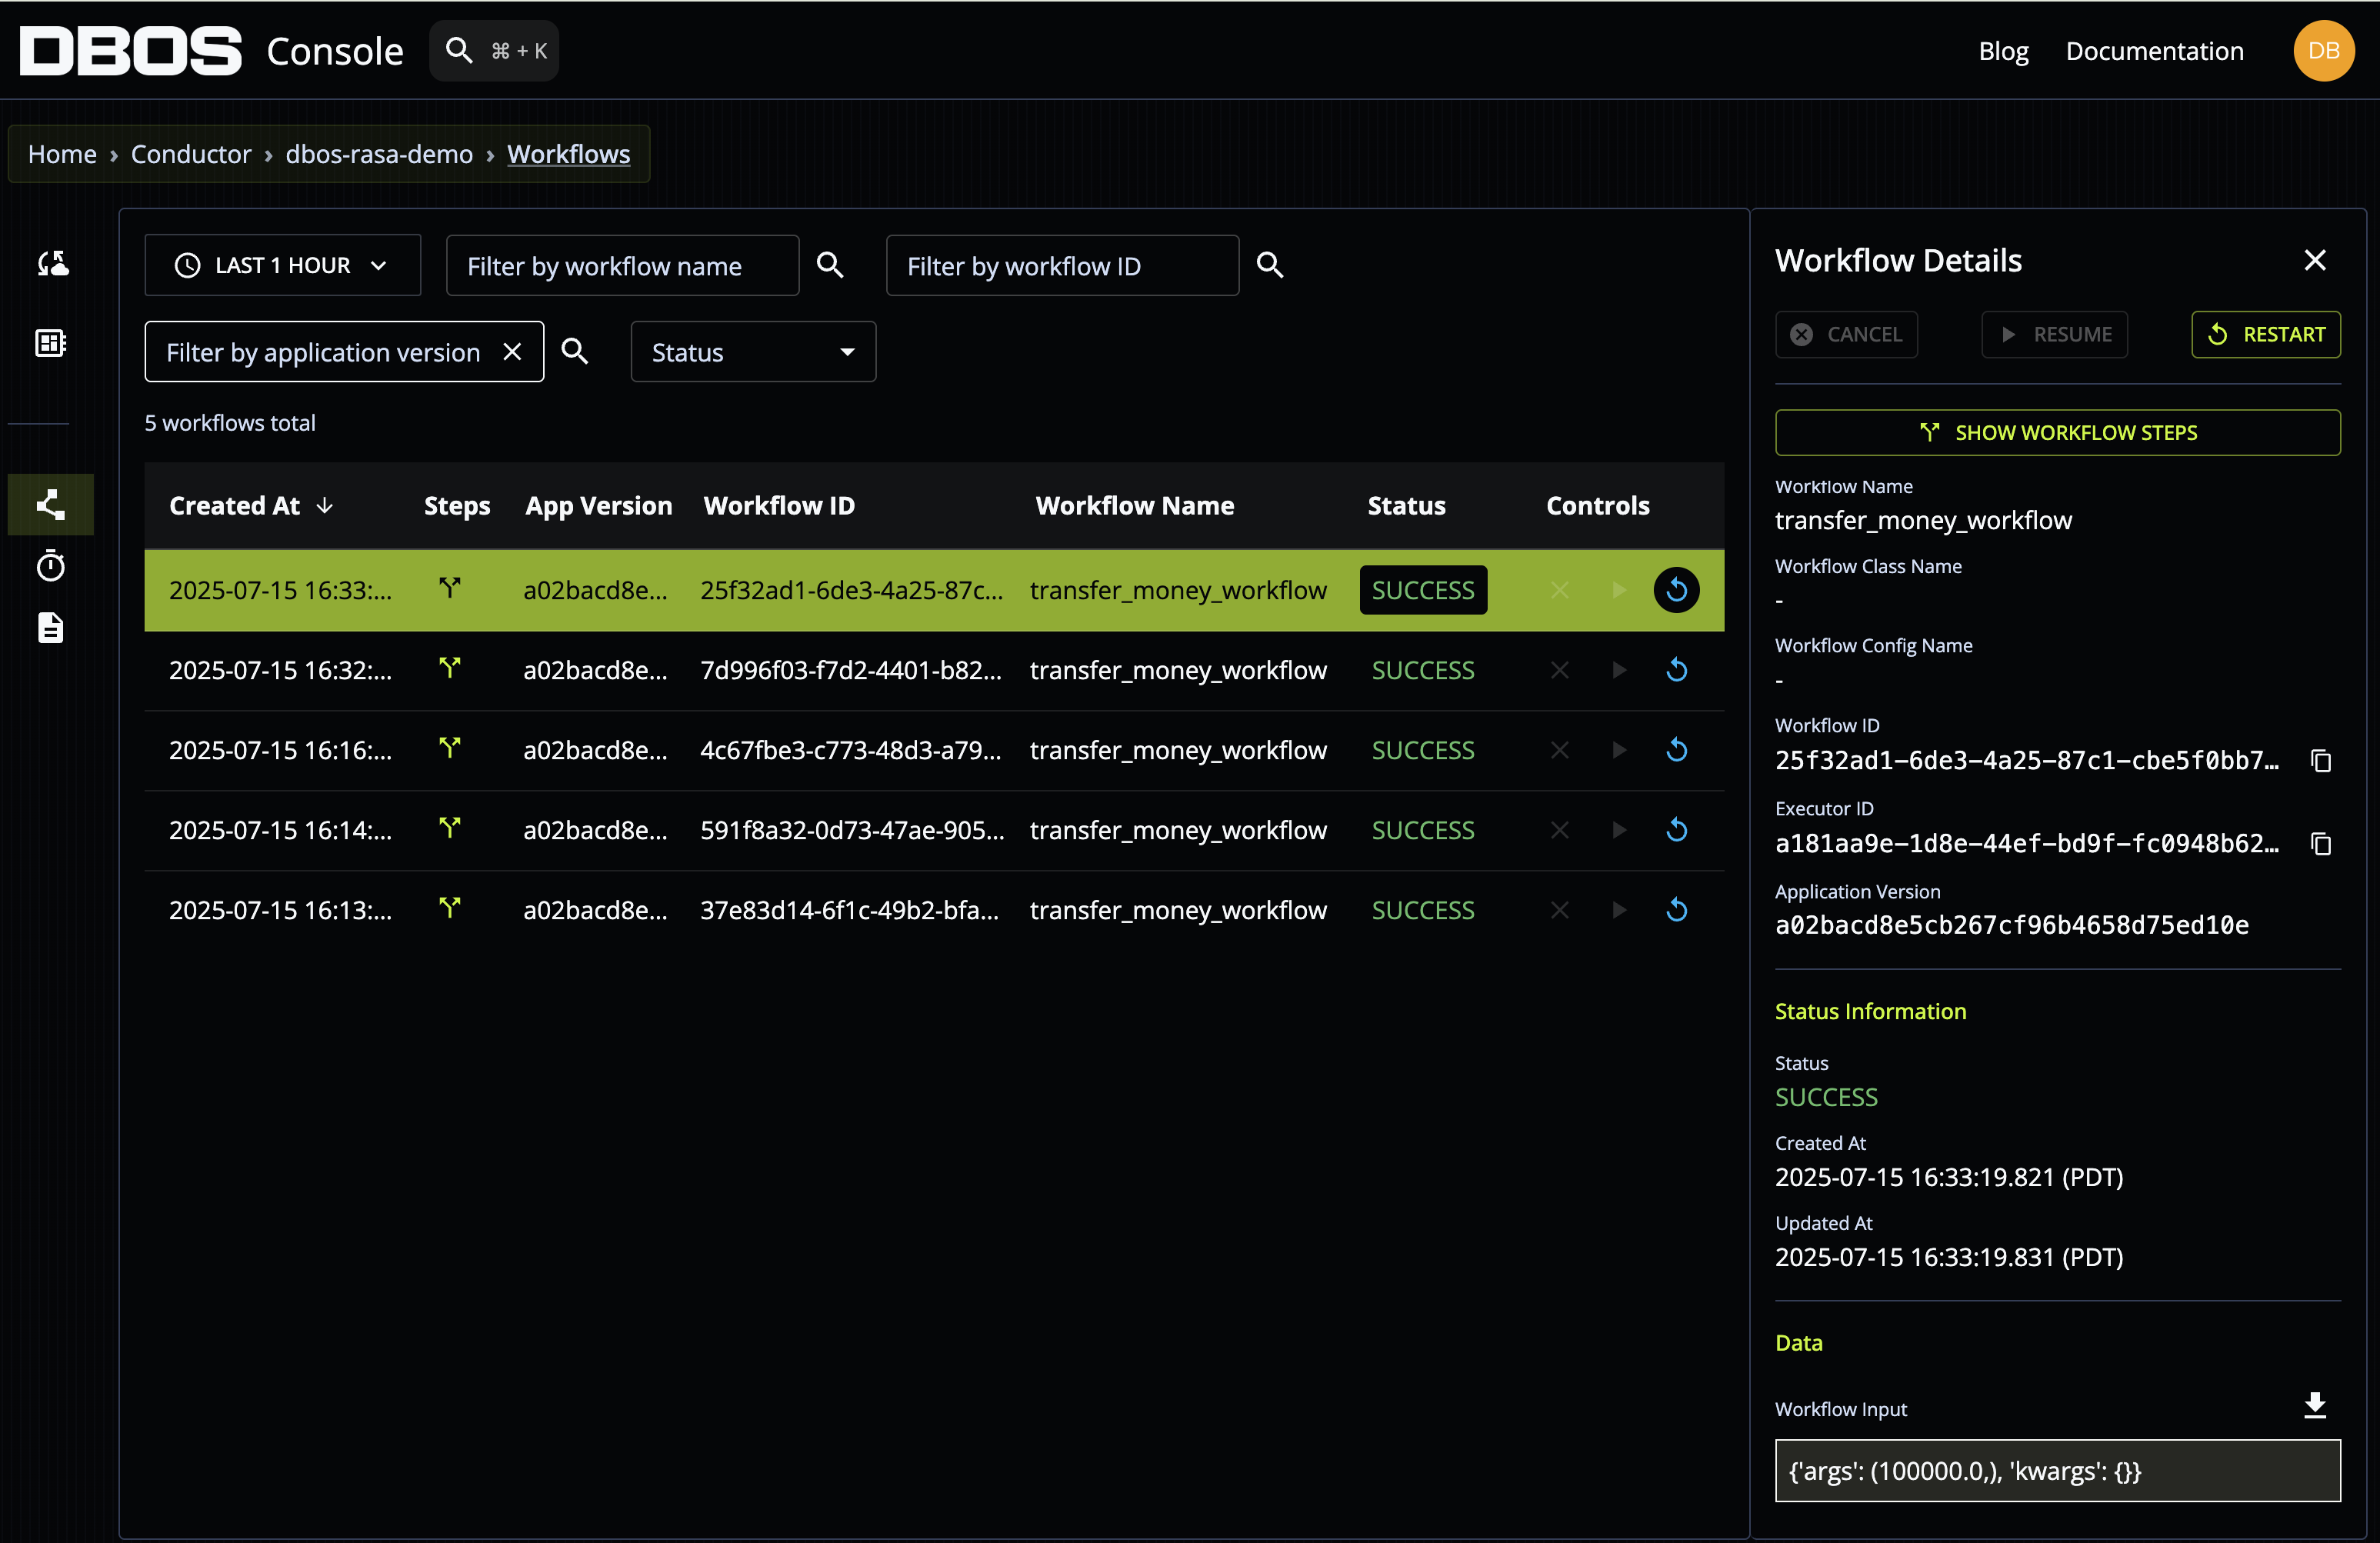 DBOS Console ⌘ + K Blog Documentation DB
Home › Conductor › dbos-rasa-demo › Workflows
LAST 1 HOUR Filter by workflow name Filter by workflow ID
Filter by application version Status
5 workflows total
Created At ↓ Steps App Version Workflow ID Workflow Name Status Controls
2025-07-15 16:33:... a02bacd8e... 25f32ad1-6de3-4a25-87c... transfer_money_workflow SUCCESS
2025-07-15 16:32:... a02bacd8e... 7d996f03-f7d2-4401-b82... transfer_money_workflow SUCCESS
2025-07-15 16:16:... a02bacd8e... 4c67fbe3-c773-48d3-a79... transfer_money_workflow SUCCESS
2025-07-15 16:14:... a02bacd8e... 591f8a32-0d73-47ae-905... transfer_money_workflow SUCCESS
2025-07-15 16:13:... a02bacd8e... 37e83d14-6f1c-49b2-bfa... transfer_money_workflow SUCCESS
Workflow Details
CANCEL RESUME RESTART
SHOW WORKFLOW STEPS
Workflow Name
transfer_money_workflow
Workflow Class Name
-
Workflow Config Name
-
Workflow ID
25f32ad1-6de3-4a25-87c1-cbe5f0bb7...
Executor ID
a181aa9e-1d8e-44ef-bd9f-fc0948b62...
Application Version
a02bacd8e5cb267cf96b4658d75ed10e
Status Information
Status
SUCCESS
Created At
2025-07-15 16:33:19.821 (PDT)
Updated At
2025-07-15 16:33:19.831 (PDT)
Data
Workflow Input
{'args': (100000.0,), 'kwargs': {}}